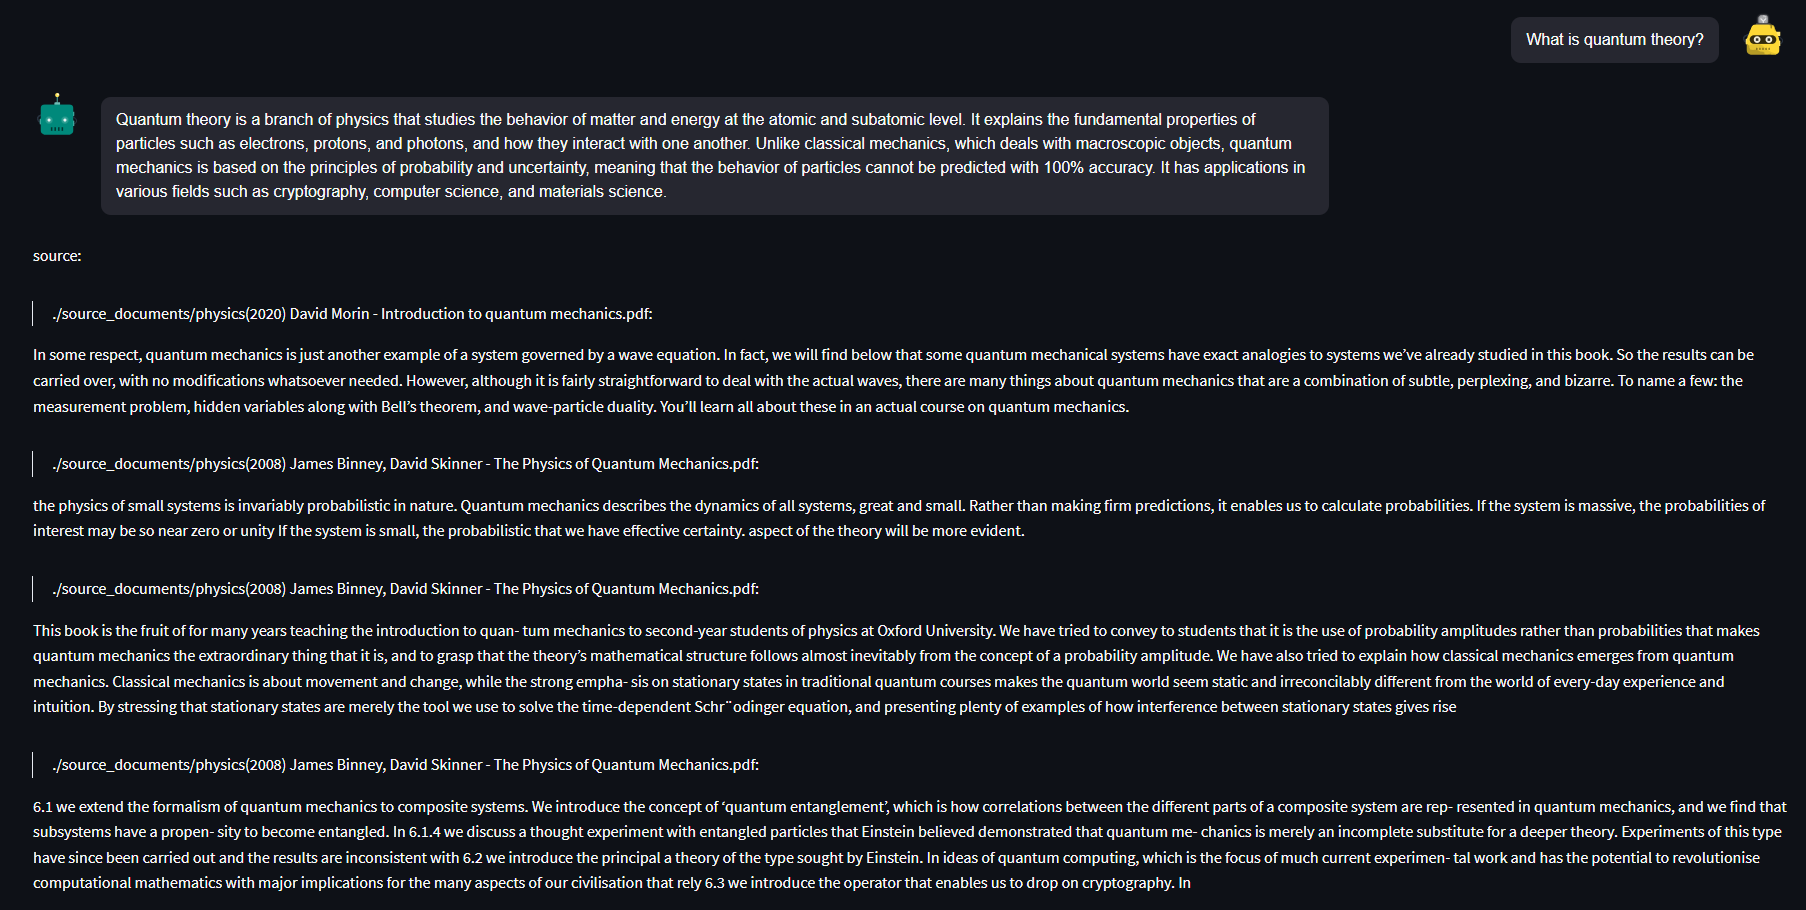 What is quantum theory?
Quantum theory is a branch of physics that studies the behavior of matter and energy at the atomic and subatomic level. It explains the fundamental properties of
particles such as electrons, protons, and photons, and how they interact with one another. Unlike classical mechanics, which deals with macroscopic objects, quantum
mechanics is based on the principles of probability and uncertainty, meaning that the behavior of particles cannot be predicted with 100% accuracy. It has applications in
various fields such as cryptography, computer science, and materials science.
source:
./source_documents/physics(2020) David Morin - Introduction to quantum mechanics.pdf:
In some respect, quantum mechanics is just another example of a system governed by a wave equation. In fact, we will find below that some quantum mechanical systems have exact analogies to systems we’ve already studied in this book. So the results can be
carried over, with no modifications whatsoever needed. However, although it is fairly straightforward to deal with the actual waves, there are many things about quantum mechanics that are a combination of subtle, perplexing, and bizarre. To name a few: the
measurement problem, hidden variables along with Bell’s theorem, and wave-particle duality. You’ll learn all about these in an actual course on quantum mechanics.
./source_documents/physics(2008) James Binney, David Skinner - The Physics of Quantum Mechanics.pdf:
the physics of small systems is invariably probabilistic in nature. Quantum mechanics describes the dynamics of all systems, great and small. Rather than making firm predictions, it enables us to calculate probabilities. If the system is massive, the probabilities of
interest may be so near zero or unity If the system is small, the probabilistic that we have effective certainty. aspect of the theory will be more evident.
./source_documents/physics(2008) James Binney, David Skinner - The Physics of Quantum Mechanics.pdf:
This book is the fruit of for many years teaching the introduction to quan- tum mechanics to second-year students of physics at Oxford University. We have tried to convey to students that it is the use of probability amplitudes rather than probabilities that makes
quantum mechanics the extraordinary thing that it is, and to grasp that the theory’s mathematical structure follows almost inevitably from the concept of a probability amplitude. We have also tried to explain how classical mechanics emerges from quantum
mechanics. Classical mechanics is about movement and change, while the strong empha- sis on stationary states in traditional quantum courses makes the quantum world seem static and irreconcilably different from the world of every-day experience and
intuition. By stressing that stationary states are merely the tool we use to solve the time-dependent Schr¨odinger equation, and presenting plenty of examples of how interference between stationary states gives rise
./source_documents/physics(2008) James Binney, David Skinner - The Physics of Quantum Mechanics.pdf:
6.1 we extend the formalism of quantum mechanics to composite systems. We introduce the concept of ‘quantum entanglement’, which is how correlations between the different parts of a composite system are rep- resented in quantum mechanics, and we find that
subsystems have a propen- sity to become entangled. In 6.1.4 we discuss a thought experiment with entangled particles that Einstein believed demonstrated that quantum me- chanics is merely an incomplete substitute for a deeper theory. Experiments of this type
have since been carried out and the results are inconsistent with 6.2 we introduce the principal a theory of the type sought by Einstein. In ideas of quantum computing, which is the focus of much current experimen- tal work and has the potential to revolutionise
computational mathematics with major implications for the many aspects of our civilisation that rely 6.3 we introduce the operator that enables us to drop on cryptography. In